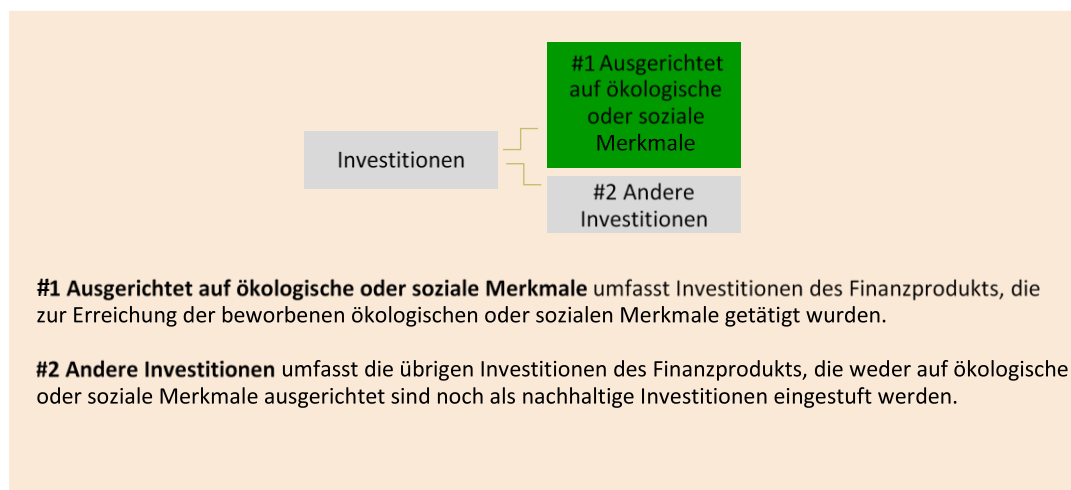 #1 Ausgerichtet
auf ökologische
oder soziale
Merkmale
Investitionen
#2 Andere
Investitionen
#1 Ausgerichtet auf ökologische oder soziale Merkmale umfasst Investitionen des Finanzprodukts, die
zur Erreichung der beworbenen ökologischen oder sozialen Merkmale getätigt wurden.
#2 Andere Investitionen umfasst die übrigen Investitionen des Finanzprodukts, die weder auf ökologische
oder soziale Merkmale ausgerichtet sind noch als nachhaltige Investitionen eingestuft werden.